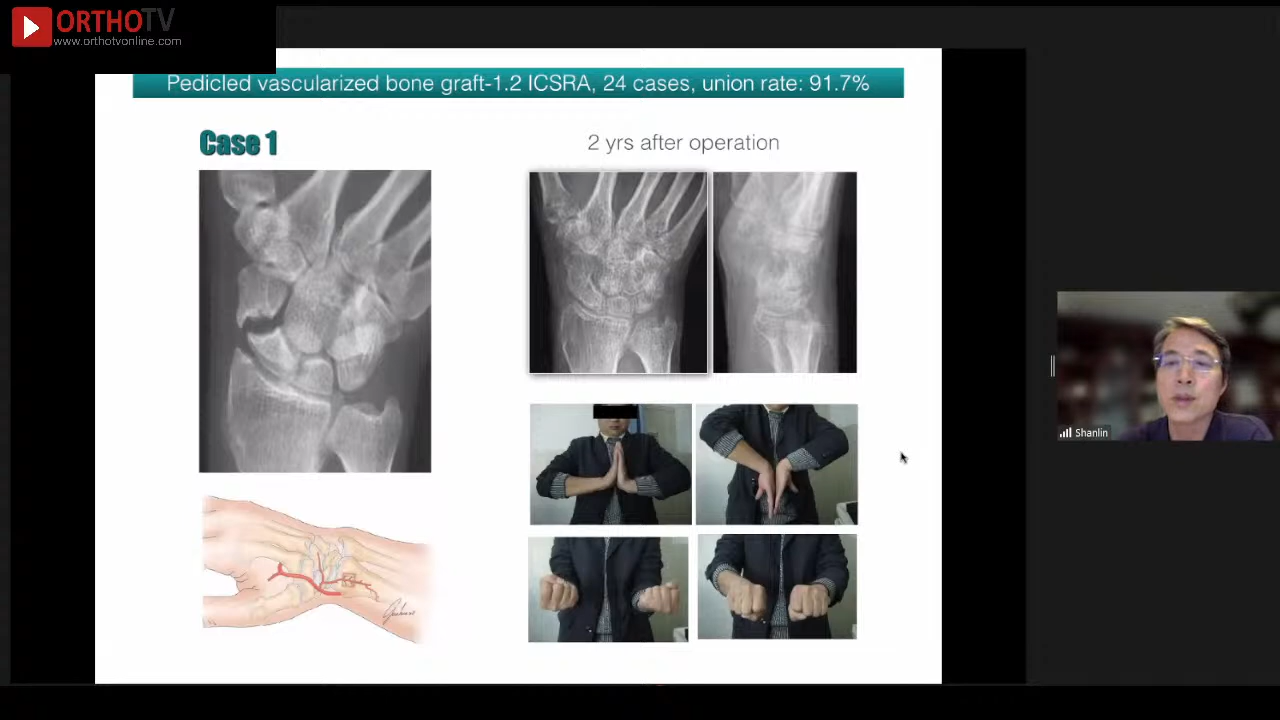 ORTHOTV
www.orthotvonline.com
Pedicled vascularized bone graft-1.2 ICSRA, 24 cases, union rate: 91.7%
Case 1
2 yrs after operation
Shanlin